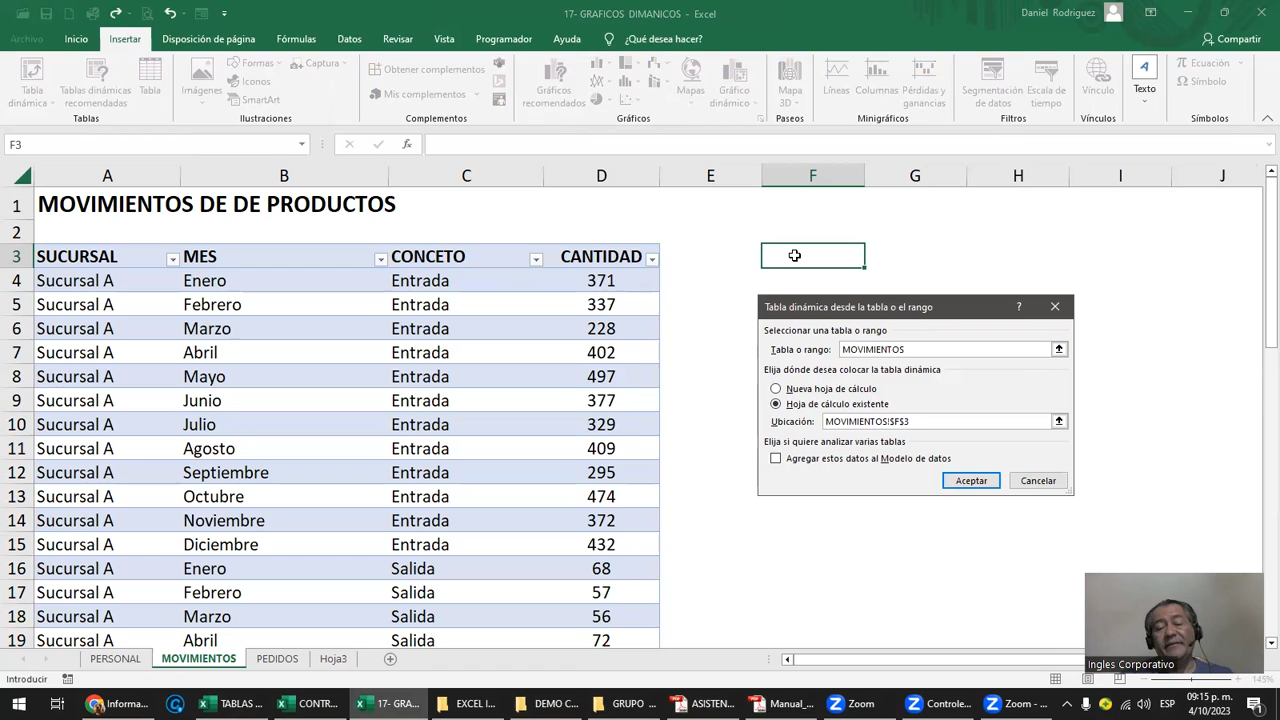 17- GRAFICOS DIMANICOS - Excel
Daniel Rodriguez
Archivo Inicio Insertar Disposición de página Fórmulas Datos Revisar Vista Programador Ayuda ¿Qué desea hacer? Compartir
Tabla dinámica
Tablas dinámicas recomendadas
Tabla
Imágenes
Formas
Iconos
SmartArt
Captura
Obtener complementos
Mis complementos
Gráficos recomendados
Mapas
Gráfico dinámico
Mapa 3D
Líneas
Columnas
Pérdidas y ganancias
Segmentación de datos
Escala de tiempo
Vínculo
Texto
Ecuación
Símbolo
Tablas Ilustraciones Complementos Gráficos Paseos Minigráficos Filtros Vínculos Símbolos
F3
fx
A B C D E F G H I J
1 MOVIMIENTOS DE DE PRODUCTOS
2
3 SUCURSAL MES CONCETO CANTIDAD
4 Sucursal A Enero Entrada 371
5 Sucursal A Febrero Entrada 337
6 Sucursal A Marzo Entrada 228
7 Sucursal A Abril Entrada 402
8 Sucursal A Mayo Entrada 497
9 Sucursal A Junio Entrada 377
10 Sucursal A Julio Entrada 424
11 Sucursal A Agosto Entrada 409
12 Sucursal A Septiembre Entrada 295
13 Sucursal A Octubre Entrada 474
14 Sucursal A Noviembre Entrada 372
15 Sucursal A Diciembre Entrada 432
16 Sucursal A Enero Salida 68
17 Sucursal A Febrero Salida 57
18 Sucursal A Marzo Salida 56
19 Sucursal A Abril Salida 72
Tabla dinámica desde la tabla o el rango ?
Seleccionar una tabla o rango
Tabla o rango: MOVIMIENTOS
Elija dónde desea colocar la tabla dinámica
Nueva hoja de cálculo
Hoja de cálculo existente
Ubicación: MOVIMIENTOS!$F$3
Elija si quiere analizar varias tablas
Agregar estos datos al Modelo de datos
Aceptar Cancelar
Ingles Corporativo
PERSONAL MOVIMIENTOS PEDIDOS Hoja3
Introducir
145%
Informa...
TABLAS ...
CONTR...
17- GRA...
EXCEL I...
DEMO C...
GRUPO ...
ASISTEN...
Manual_...
Zoom
Controle...
Zoom - ...
ESP
09:15 p. m.
4/10/2023